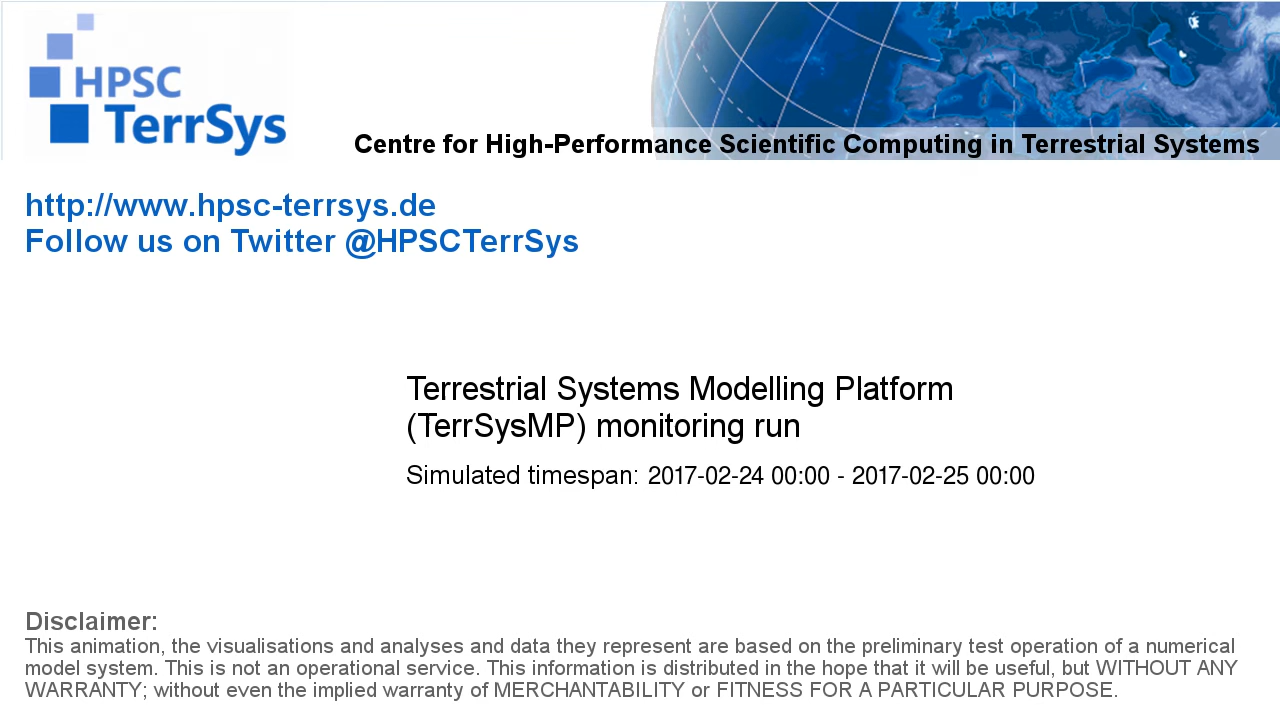 HPSC
TerrSys
Centre for High-Performance Scientific Computing in Terrestrial Systems
http://www.hpsc-terrsys.de
Follow us on Twitter @HPSCTerrSys
Terrestrial Systems Modelling Platform
(TerrSysMP) monitoring run
Simulated timespan: 2017-02-24 00:00 - 2017-02-25 00:00
Disclaimer:
This animation, the visualisations and analyses and data they represent are based on the preliminary test operation of a numerical
model system. This is not an operational service. This information is distributed in the hope that it will be useful, but WITHOUT ANY
WARRANTY; without even the implied warranty of MERCHANTABILITY or FITNESS FOR A PARTICULAR PURPOSE.